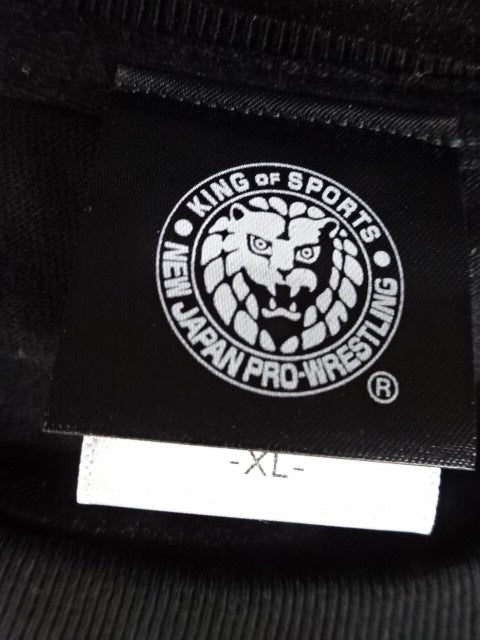 KING OF SPORTS
NEW JAPAN PRO-WRESTLING
®
-XL-